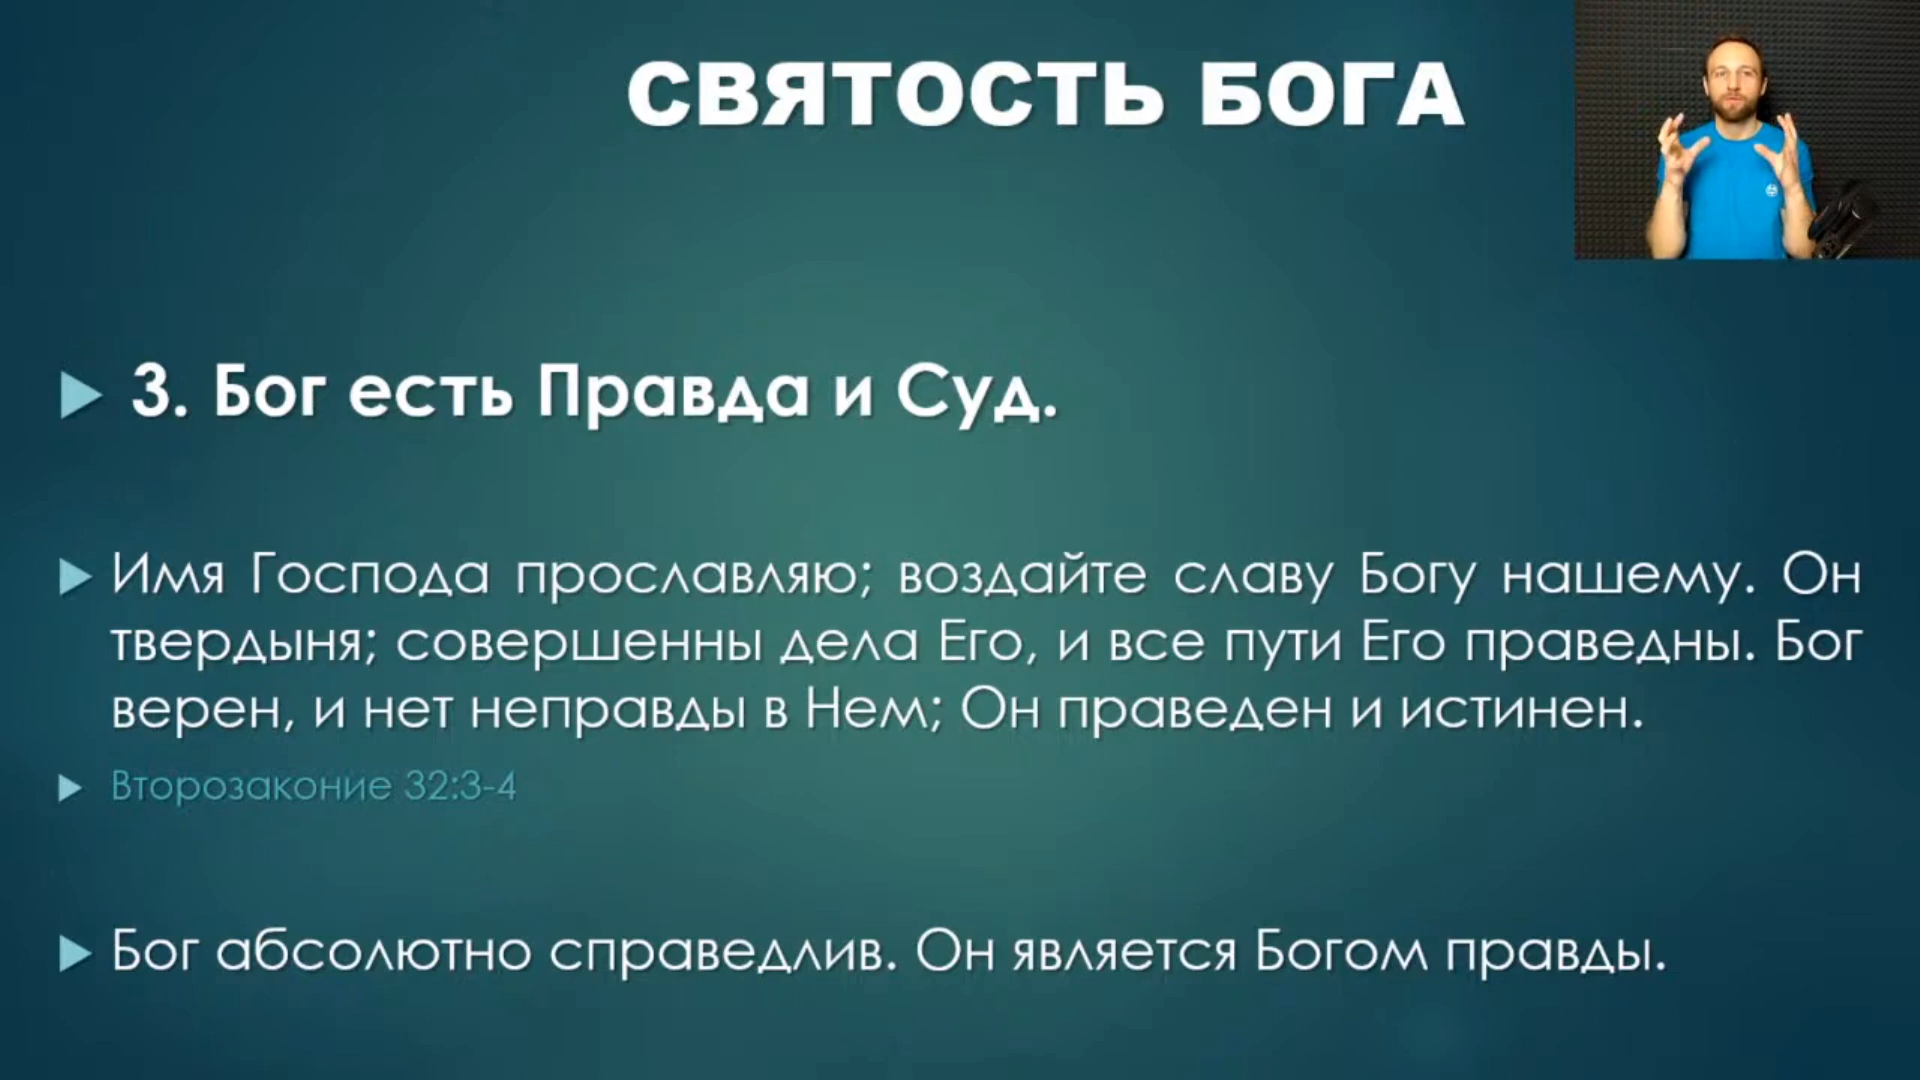 СВЯТОСТЬ БОГА
3. Бог есть Правда и Суд.
Имя Господа прославляю; воздайте славу Богу нашему. Он
твердыня; совершенны дела Его, и все пути Его праведны. Бог
верен, и нет неправды в Нем; Он праведен и истинен.
Второзаконие 32:3-4
Бог абсолютно справедлив. Он является Богом правды.